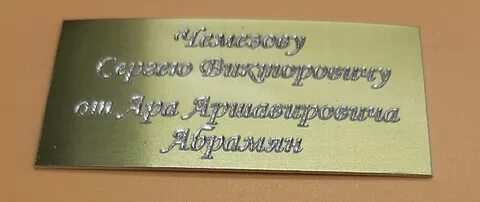 Чемезову
Сергею Викторовичу
от Ара Аршавировича
Абрамян